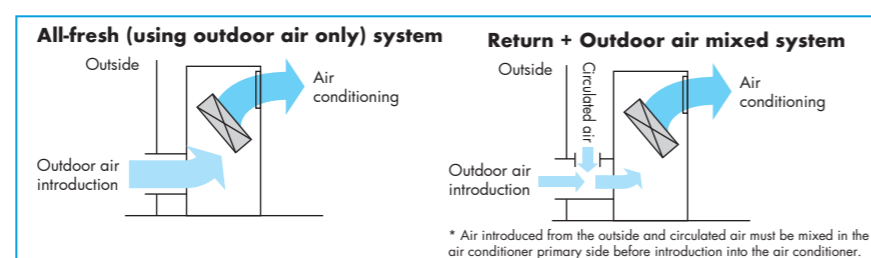 All-fresh (using outdoor air only) system
Outside
Air
conditioning
Outdoor air
introduction
Return + Outdoor air mixed system
Outside
Circulated air
Air
conditioning
Outdoor air
introduction
* Air introduced from the outside and circulated air must be mixed in the
air conditioner primary side before introduction into the air conditioner.